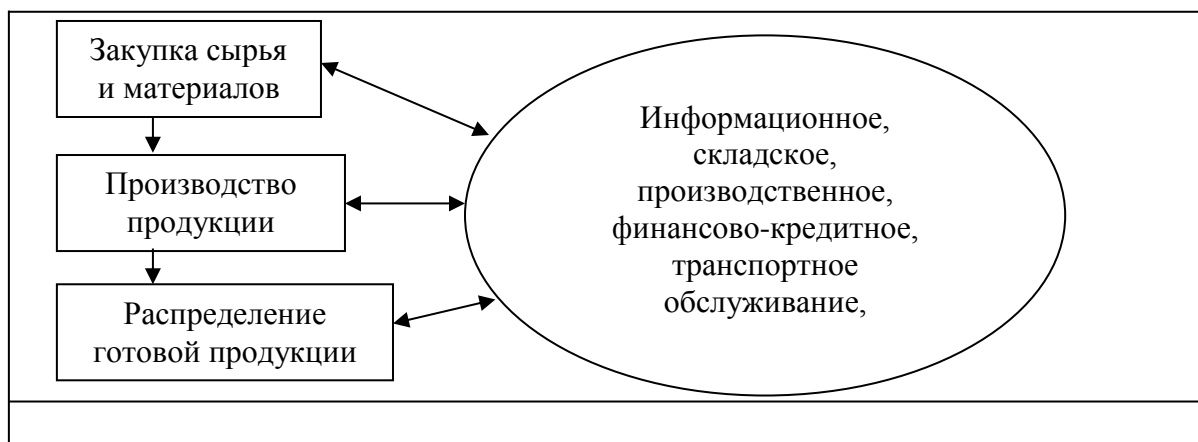 Закупка сырья
и материалов
Производство
продукции
Распределение
готовой продукции
Информационное,
складское,
производственное,
финансово-кредитное,
транспортное
обслуживание,